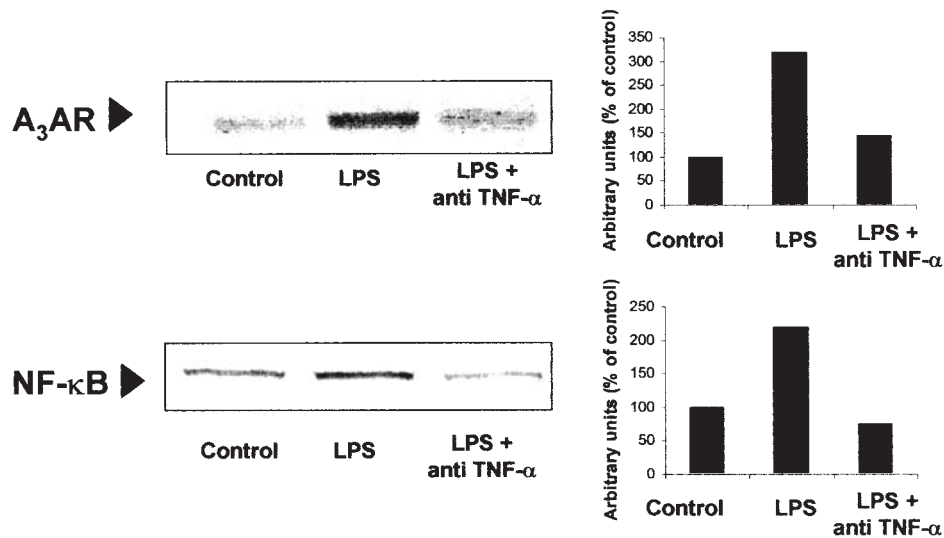 A₃AR
Control
LPS
LPS +
anti TNF-α
Arbitrary units (% of control)
350
300
250
200
150
100
50
0
Control
LPS
LPS +
anti TNF-α
NF-κB
Control
LPS
LPS +
anti TNF-α
Arbitrary units (% of control)
250
200
150
100
50
0
Control
LPS
LPS +
anti TNF-α